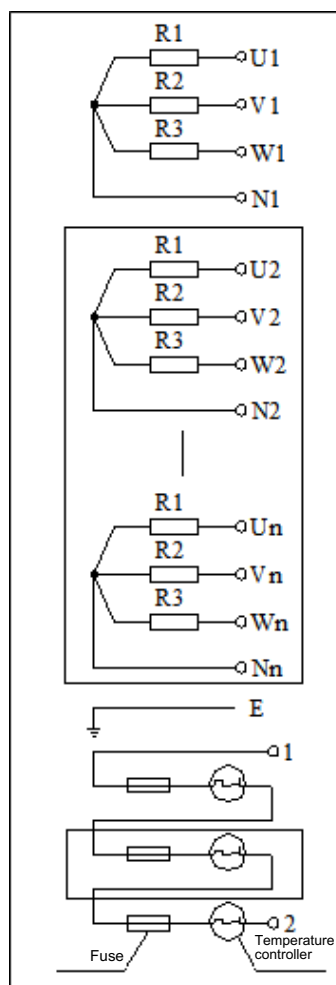 R1
U1
R2
V1
R3
W1
N1
R1
U2
R2
V2
R3
W2
N2
R1
Un
R2
Vn
R3
Wn
Nn
E
1
2
Fuse
Temperature
controller